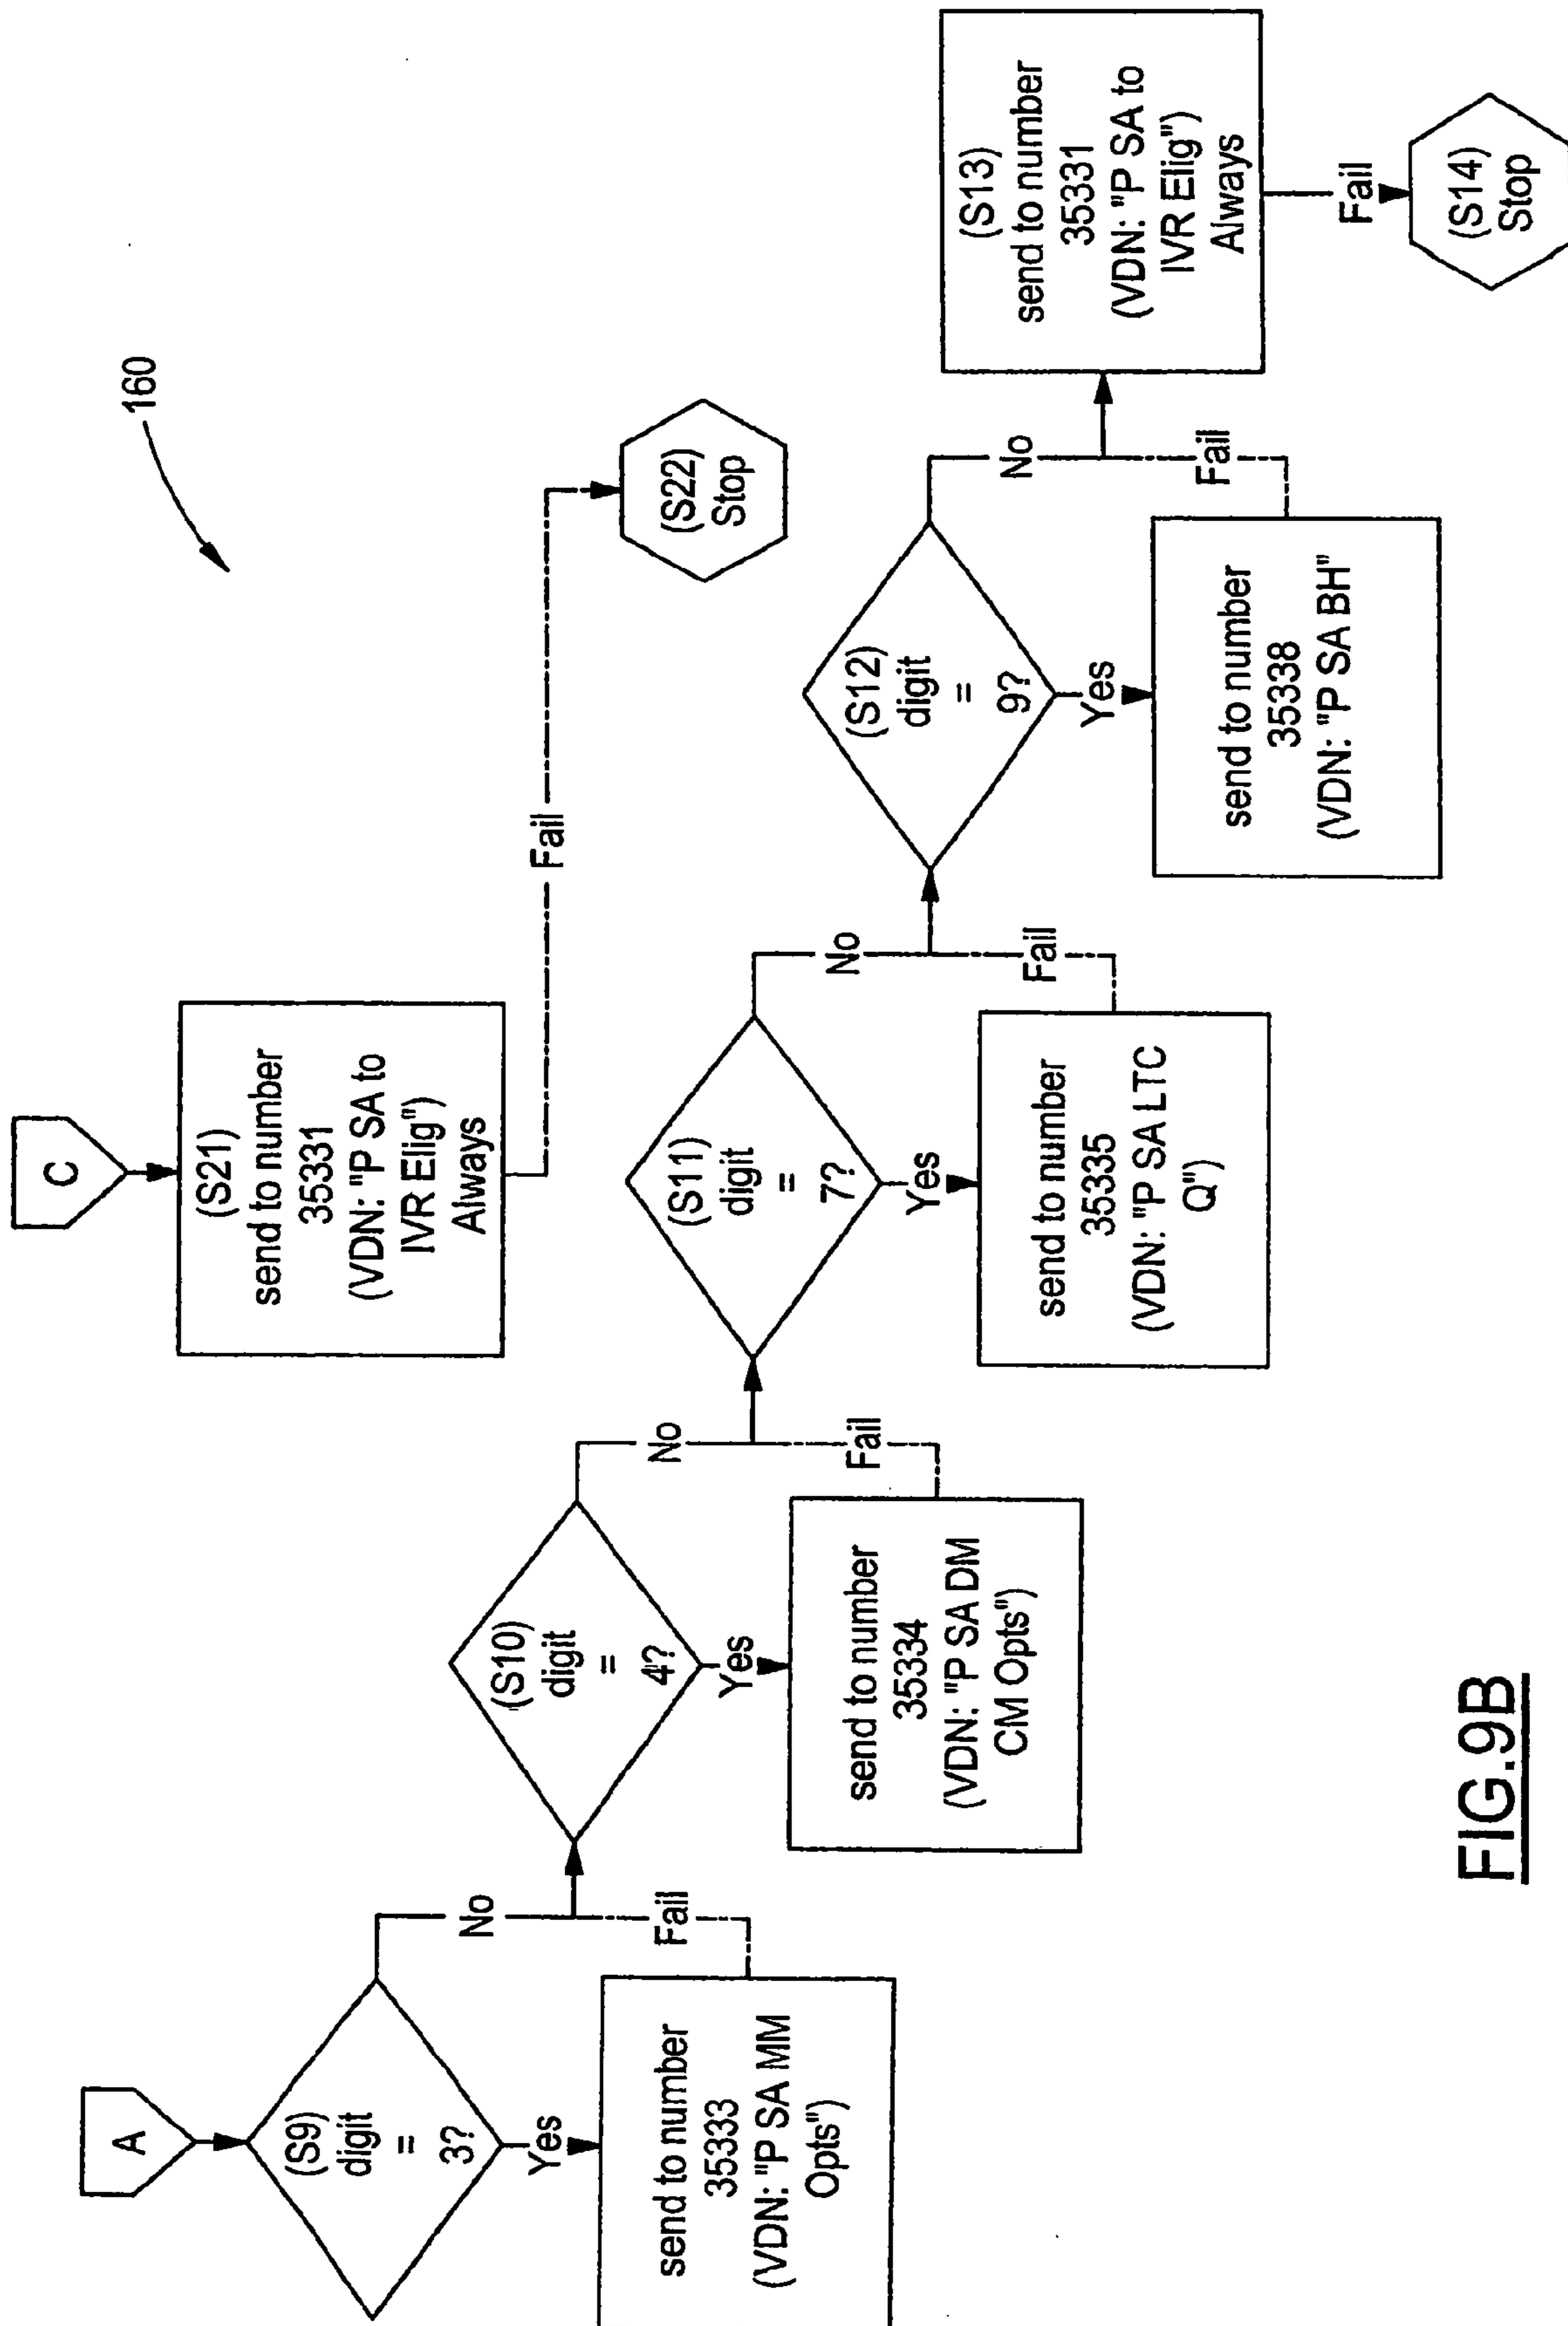 160
C
(S21)
send to number
35331
(VDN: "P SA to
IVR Elig")
Always
Fail
(S22)
Stop
A
(S9)
digit
=
3?
Yes
No
send to number
35333
(VDN: "P SA MM
Opts")
Fail
(S10)
digit
=
4?
Yes
No
send to number
35334
(VDN: "P SA DM
CM Opts")
Fail
(S11)
digit
=
7?
Yes
No
send to number
35335
(VDN: "P SA LTC
Q")
Fail
(S12)
digit
=
9?
Yes
No
send to number
35338
(VDN: "P SA BH"
Fail
(S13)
send to number
35331
(VDN: "P SA to
IVR Elig")
Always
Fail
(S14)
Stop
FIG.9B